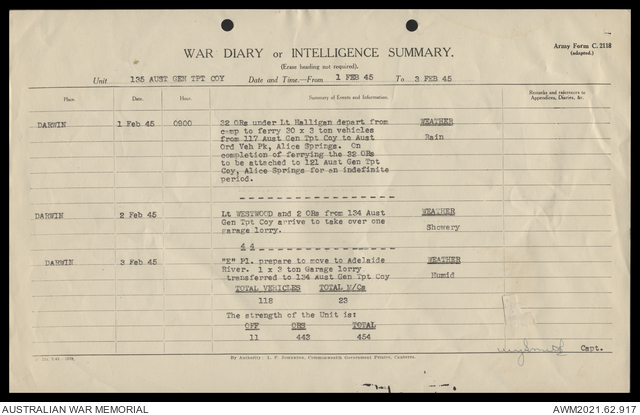 Army Form C.2118
(adapted.)
WAR DIARY or INTELLIGENCE SUMMARY.
(Erase heading not required).
Unit 135 AUST GEN TPT COY Date and Time.—From 1 FEB 45 To 3 FEB 45
Place. Date. Hour. Summary of Events and Information. Remarks and references to
Appendices, Diaries, &c.
DARWIN 1 Feb 45 0800 32 ORs under Lt Halligan depart from WEATHER
camp to ferry 30 x 3 ton vehicles
from 117 Aust Gen Tpt Coy to Aust Rain
Ord Veh Pk, Alice Springs. On
completion of ferrying the 32 ORs
to be attached to 121 Aust Gen Tpt
Coy, Alice Springs for an indefinite
period.
DARWIN 2 Feb 45 Lt WESTWOOD and 2 ORs from 134 Aust WEATHER
Gen Tpt Coy arrive to take over one
garage lorry. Showery
DARWIN 3 Feb 45 "E" Pl. prepare to move to Adelaide WEATHER
River. 1 x 3 ton Garage lorry
transferred to 134 Aust Gen Tpt Coy Humid
TOTAL VEHICLES TOTAL M/Cs
118 23
The strength of the Unit is:
OFF ORS TOTAL
11 443 454
Capt.
By Authority: L. F. Johnston, Commonwealth Government Printer, Canberra.
AUSTRALIAN WAR MEMORIAL AWM2021.62.917